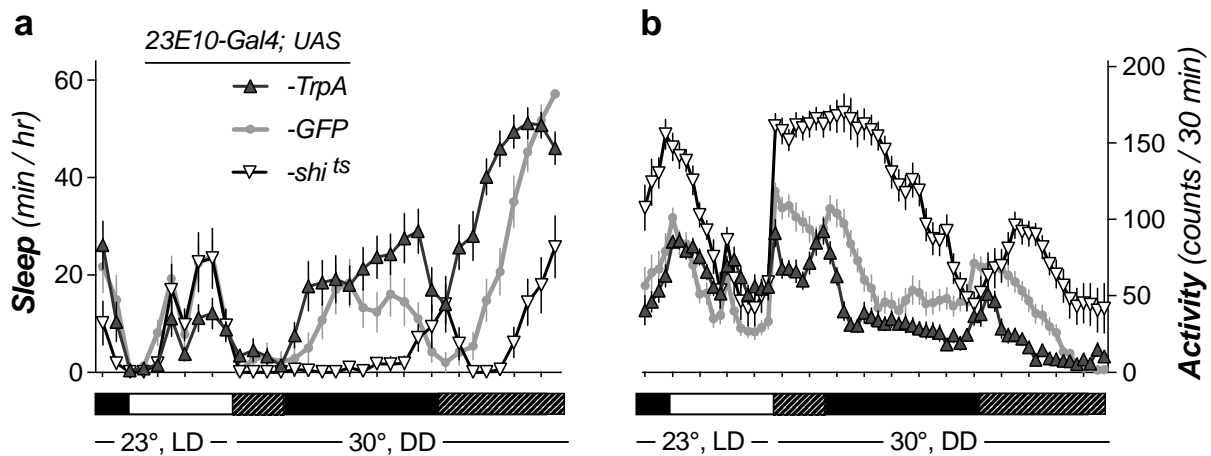 a
23E10-Gal4; UAS
-TrpA
-GFP
-shi ts
Sleep (min / hr)
60
40
20
0
23°, LD
30°, DD
b
200
150
100
50
0
Activity (counts / 30 min)
23°, LD
30°, DD